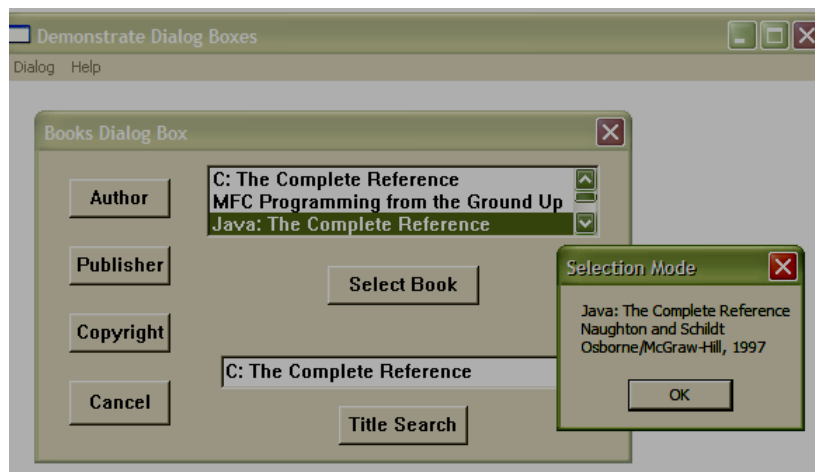 Demonstrate Dialog Boxes
Dialog Help
Books Dialog Box
Author
C: The Complete Reference
MFC Programming from the Ground Up
Java: The Complete Reference
Publisher
Select Book
Copyright
C: The Complete Reference
Cancel
Title Search
Selection Mode
Java: The Complete Reference
Naughton and Schildt
Osborne/McGraw-Hill, 1997
OK